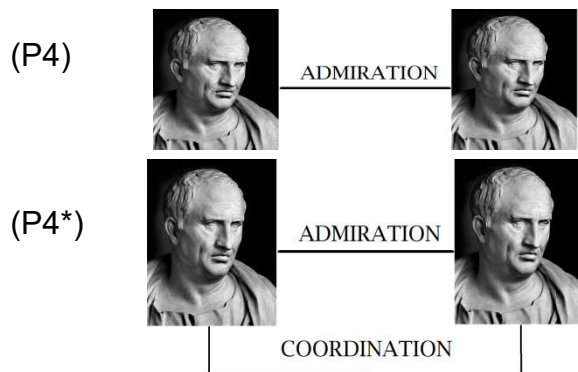 (P4)
ADMIRATION
(P4*)
ADMIRATION
COORDINATION